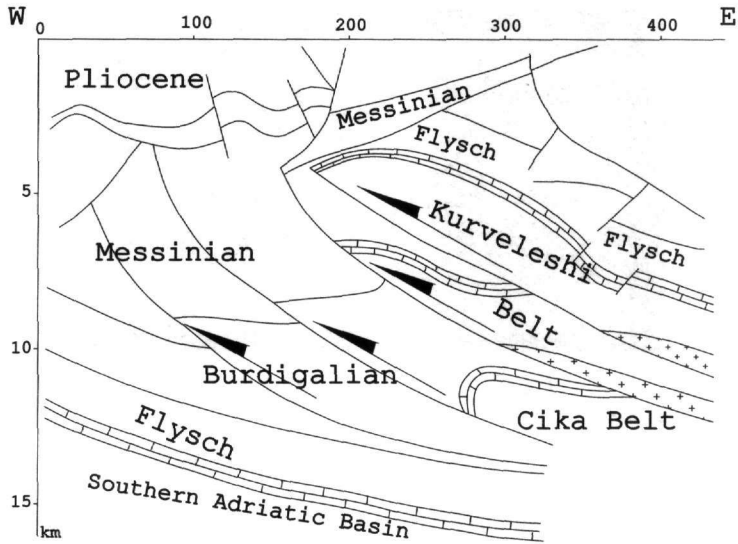 W E
0 100 200 300 400
Pliocene
Messinian
Flysch
5
Kurveleshi
Flysch
Messinian
Belt
10
Burdigalian
Cika Belt
Flysch
Southern Adriatic Basin
15
km